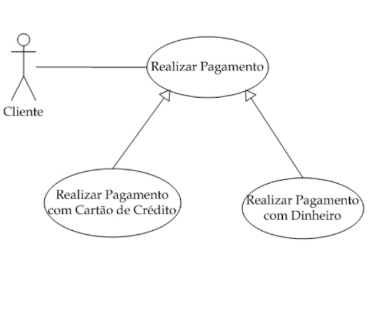 Realizar Pagamento
Cliente
Realizar Pagamento
com Cartão de Crédito
Realizar Pagamento
com Dinheiro